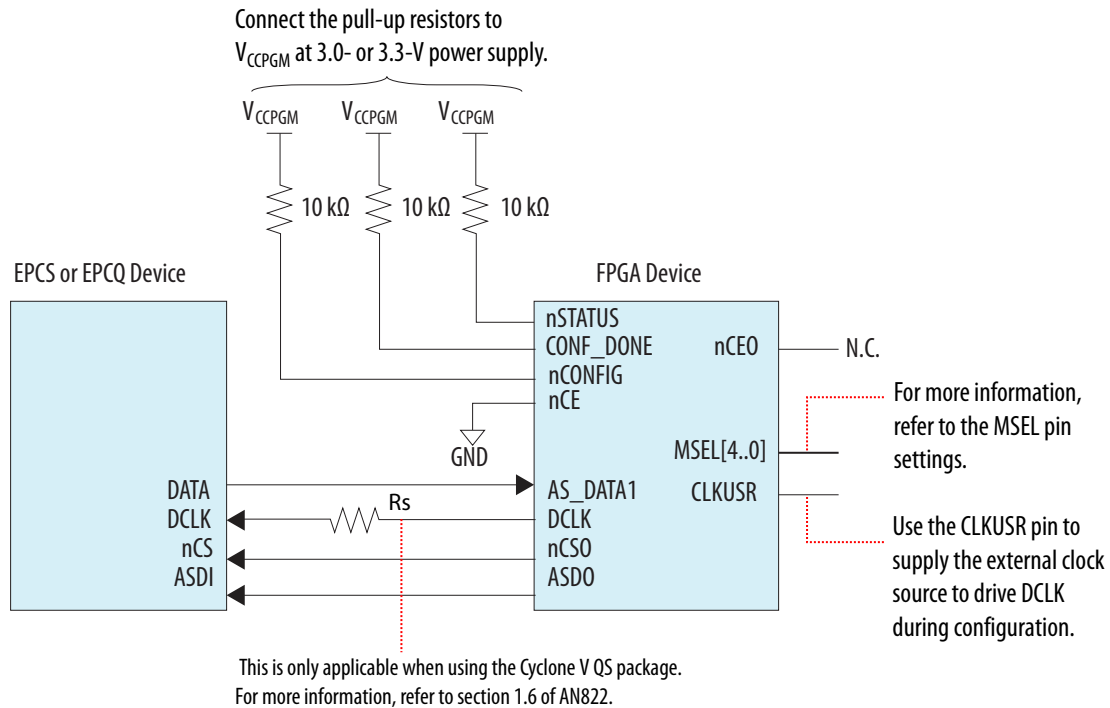 Connect the pull-up resistors to
VCCPGM at 3.0- or 3.3-V power supply.
VCCPGM VCCPGM VCCPGM
10 kΩ 10 kΩ 10 kΩ
EPCS or EPCQ Device
FPGA Device
nSTATUS
CONF_DONE
nCONFIG
nCE
nCEO
N.C.
GND
MSEL[4..0]
CLKUSR
For more information,
refer to the MSEL pin
settings.
DATA
DCLK
nCS
ASDI
Rs
AS_DATA1
DCLK
nCSO
ASDO
Use the CLKUSR pin to
supply the external clock
source to drive DCLK
during configuration.
This is only applicable when using the Cyclone V QS package.
For more information, refer to section 1.6 of AN822.